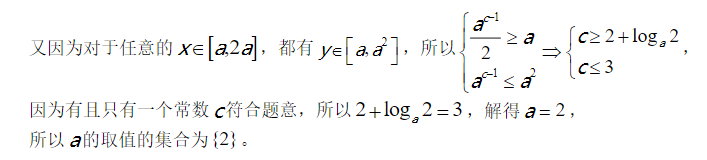 又因为对于任意的 $x\in[a,2a]$，都有 $y\in[a,a^2]$，所以 $\begin{cases}\dfrac{a^{c-1}}{2}\geq a\\a^{c-1}\leq a^2\end{cases}\Rightarrow\begin{cases}c\geq 2+\log_a 2\\c\leq 3\end{cases}$，
因为有且只有一个常数 $c$ 符合题意，所以 $2+\log_a 2=3$，解得 $a=2$，
所以 $a$ 的取值的集合为{2}。